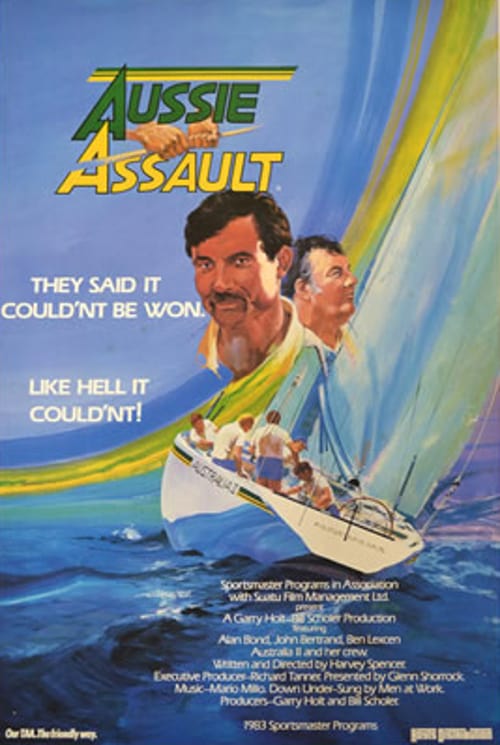 AUSSIE
ASSAULT
THEY SAID IT
COULD'NT BE WON.
LIKE HELL IT
COULD'NT!
AUSTRALIA II
Sportsmaster Programs in Association
with Suatu Film Management Ltd.
present
A Garry Holt-Bill Scholer Production
featuring
Alan Bond, John Bertrand, Ben Lexcen
Australia II and her crew.
Written and Directed by Harvey Spencer.
Executive Producer-Richard Tanner. Presented by Glenn Shorrock.
Music-Mario Millo. Down Under-Sung by Men at Work.
Producers-Garry Holt and Bill Scholer.
1983 Sportsmaster Programs
Our TAA. The friendly way.